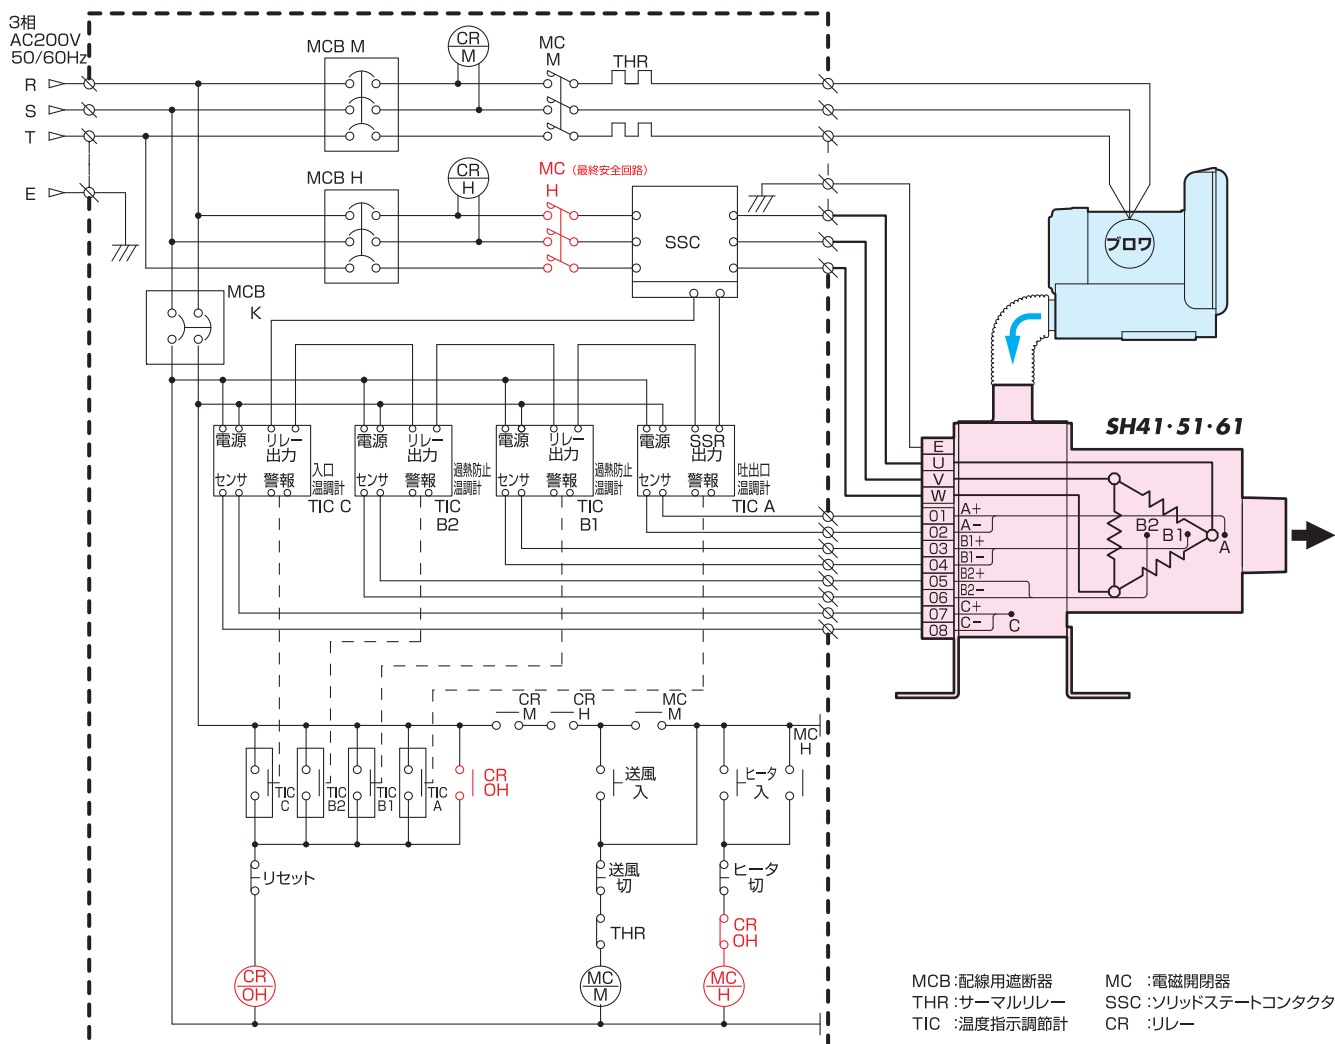 3相
AC200V
50/60Hz
R
S
T
E
MCB M
CR
M
MC
M
THR
MCB H
CR
H
MC (最終安全回路)
H
SSC
MCB
K
ブロワ
SH41・51・61
電源
リレー
出力
センサ
警報
入口
温調計
TIC C
電源
リレー
出力
センサ
警報
過熱防止
温調計
TIC
B2
電源
リレー
出力
センサ
警報
過熱防止
温調計
TIC
B1
電源
SSR
出力
センサ
警報
吐出口
温調計
TIC A
E
U
V
W
01
02
03
04
05
06
07
08
A+
A-
B1+
B1-
B2+
B2-
C+
C-
B2
B1
A
C
CR
M
CR
H
MC
M
MC
H
TIC
C
TIC
B2
TIC
B1
TIC
A
CR
OH
送風
入
ヒータ
入
リセット
送風
切
ヒータ
切
THR
CR
OH
CR
OH
MC
M
MC
H
MCB:配線用遮断器
THR:サーマルリレー
TIC :温度指示調節計
MC :電磁開閉器
SSC:ソリッドステートコンタクタ
CR :リレー